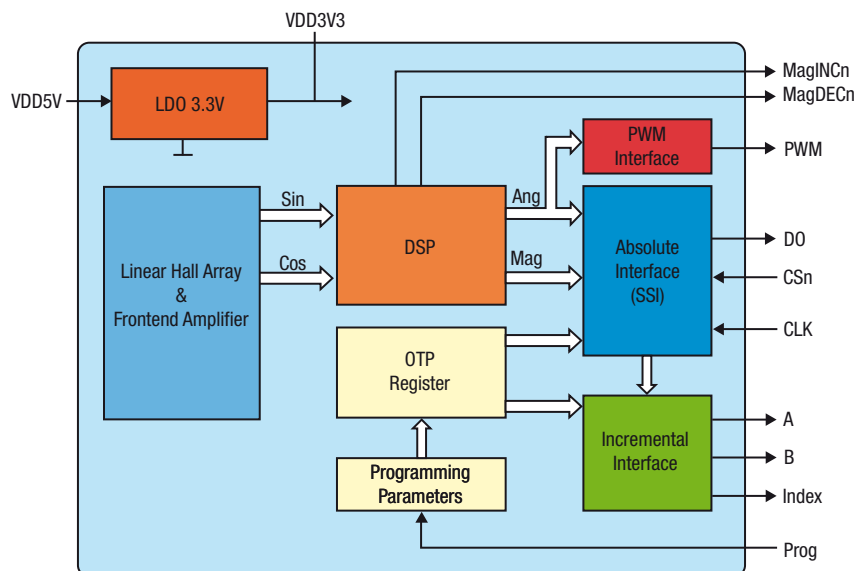 VDD3V3
VDD5V
LDO 3.3V
MagINCn
MagDECn
PWM
Interface
PWM
Linear Hall Array
&
Frontend Amplifier
Sin
Cos
DSP
Ang
Mag
Absolute
Interface
(SSI)
DO
CSn
CLK
OTP
Register
Programming
Parameters
Incremental
Interface
A
B
Index
Prog